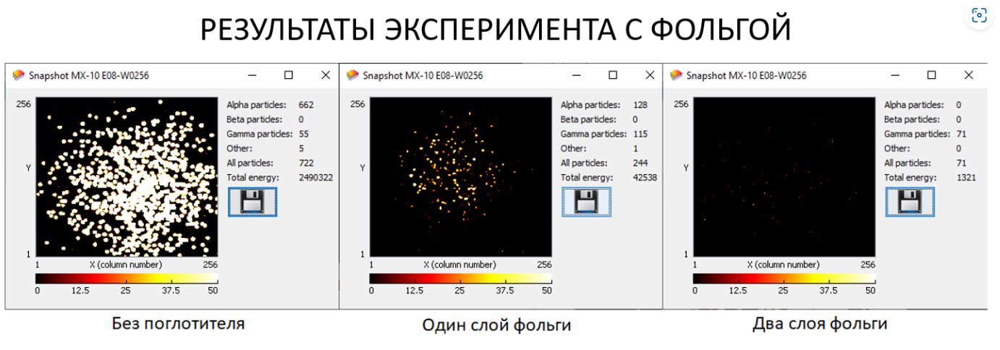 РЕЗУЛЬТАТЫ ЭКСПЕРИМЕНТА С ФОЛЬГОЙ
Snapshot MX-10 E08-W0256
256
Y
1
1 X (column number) 256
0 12.5 25 37.5 50
Alpha particles: 662
Beta particles: 0
Gamma particles: 55
Other: 5
All particles: 722
Total energy: 2490322
Без поглотителя
Snapshot MX-10 E08-W0256
256
Y
1
1 X (column number) 256
0 12.5 25 37.5 50
Alpha particles: 128
Beta particles: 0
Gamma particles: 115
Other: 1
All particles: 244
Total energy: 42538
Один слой фольги
Snapshot MX-10 E08-W0256
256
Y
1
1 X (column number) 256
0 12.5 25 37.5 50
Alpha particles: 0
Beta particles: 0
Gamma particles: 71
Other: 0
All particles: 71
Total energy: 1321
Два слоя фольги